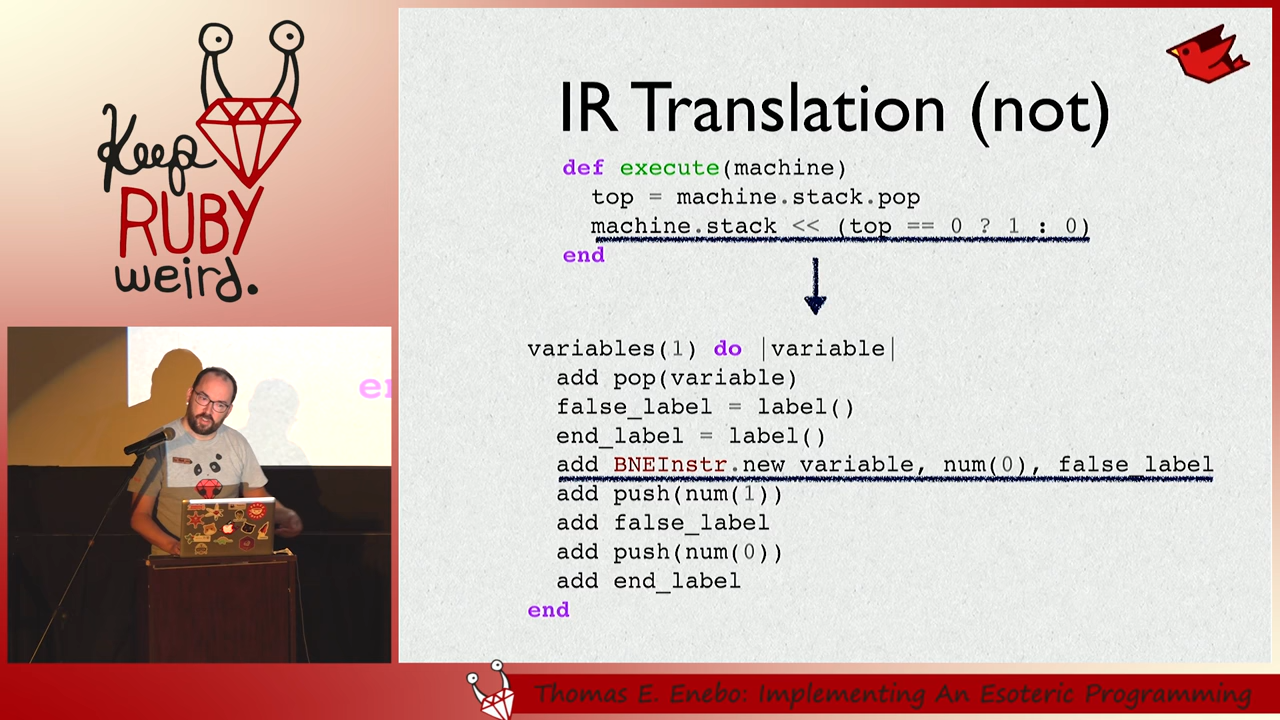 Keep
RUBY
weird.
IR Translation (not)
def execute(machine)
top = machine.stack.pop
machine.stack << (top == 0 ? 1 : 0)
end
variables(1) do |variable|
add pop(variable)
false_label = label()
end_label = label()
add BNEInstr.new variable, num(0), false_label
add push(num(1))
add false_label
add push(num(0))
add end_label
end
en
Thomas E. Enebo: Implementing An Esoteric Programming